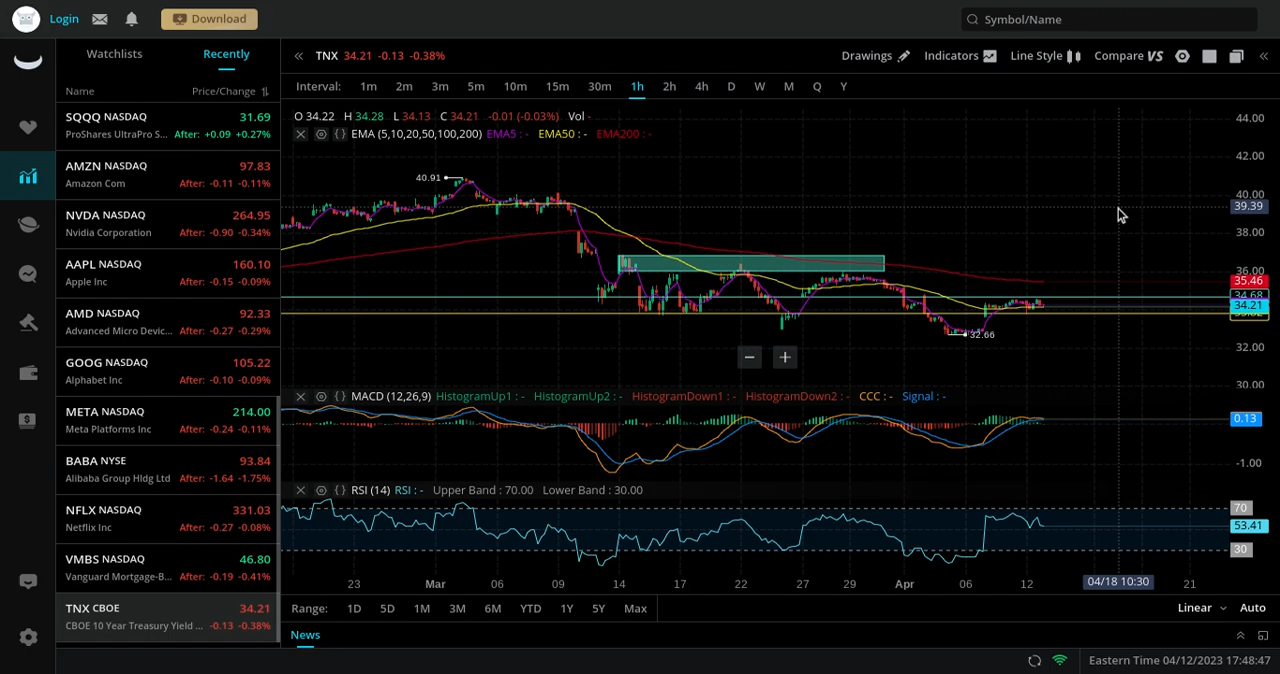 Login
Download
Symbol/Name
Watchlists
Recently
Name
Price/Change
SQQQ NASDAQ 31.69
ProShares UltraPro S... After: +0.09 +0.27%
AMZN NASDAQ 97.83
Amazon Com After: -0.11 -0.11%
NVDA NASDAQ 264.95
Nvidia Corporation After: -0.90 -0.34%
AAPL NASDAQ 160.10
Apple Inc After: -0.15 -0.09%
AMD NASDAQ 92.33
Advanced Micro Devic... After: -0.27 -0.29%
GOOG NASDAQ 105.22
Alphabet Inc After: -0.10 -0.09%
META NASDAQ 214.00
Meta Platforms Inc After: -0.24 -0.11%
BABA NYSE 93.84
Alibaba Group Hldg Ltd After: -1.64 -1.75%
NFLX NASDAQ 331.03
Netflix Inc After: -0.27 -0.08%
VMBS NASDAQ 46.80
Vanguard Mortgage-B... After: -0.19 -0.41%
TNX CBOE 34.21
CBOE 10 Year Treasury Yield ... -0.13 -0.38%
TNX 34.21 -0.13 -0.38%
Drawings Indicators Line Style Compare VS
Interval: 1m 2m 3m 5m 10m 15m 30m 1h 2h 4h D W M Q Y
O 34.22 H 34.28 L 34.13 C 34.21 -0.01 (-0.03%) Vol -
EMA (5,10,20,50,100,200) EMA5 : - EMA50 : - EMA200 : -
40.91
32.66
44.00
42.00
40.00
39.39
38.00
36.00
35.46
34.68
34.21
32.00
30.00
MACD (12,26,9) HistogramUp1 : - HistogramUp2 : - HistogramDown1 : - HistogramDown2 : - CCC : - Signal : -
0.13
-1.00
RSI (14) RSI : - Upper Band : 70.00 Lower Band : 30.00
70
53.41
30
23 Mar 06 09 14 17 22 27 29 Apr 06 12 04/18 10:30 21
Range: 1D 5D 1M 3M 6M YTD 1Y 5Y Max
Linear Auto
News
Eastern Time 04/12/2023 17:48:47